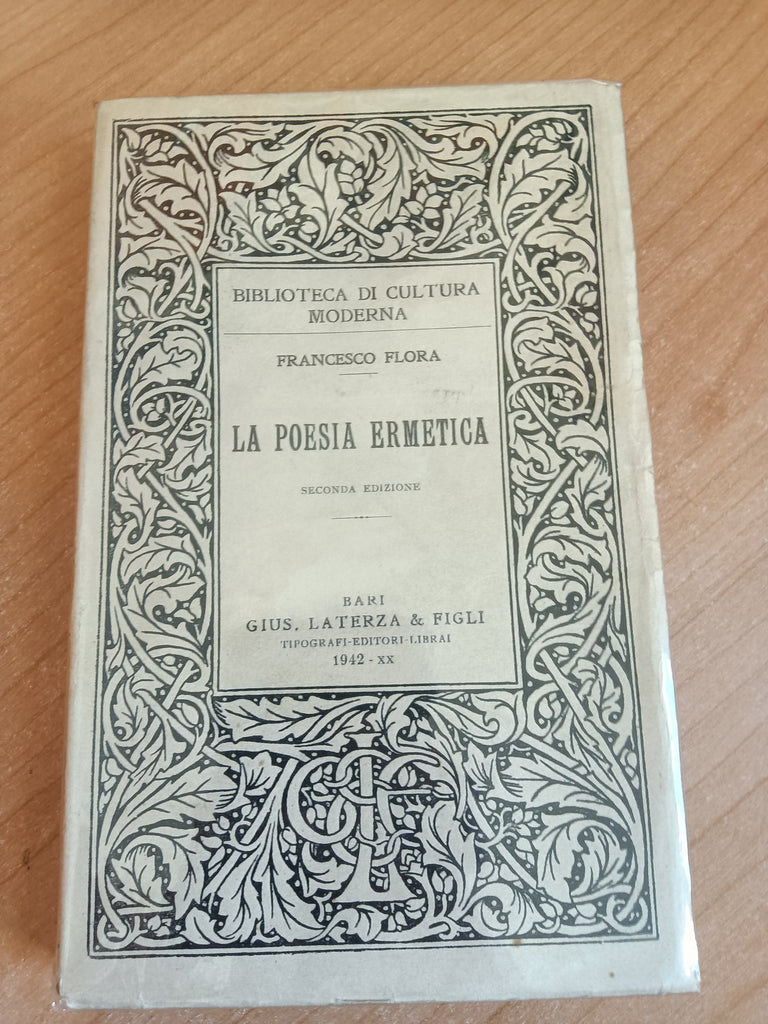 BIBLIOTECA DI CULTURA
MODERNA
FRANCESCO FLORA
LA POESIA ERMETICA
SECONDA EDIZIONE
BARI
GIUS. LATERZA & FIGLI
TIPOGRAFI-EDITORI-LIBRAI
1942 - XX